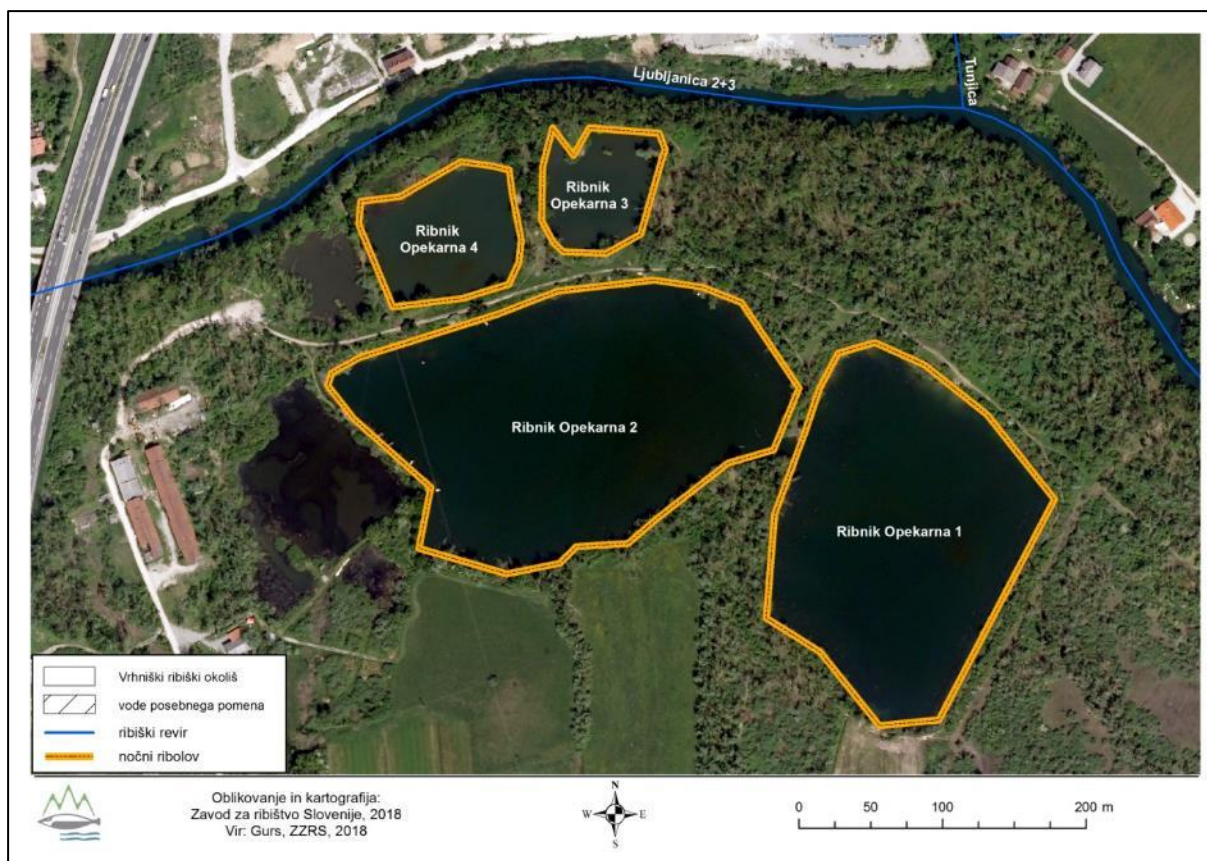 Ljubljanica 2+3
Tunjica
Ribnik
Opekarna 3
Ribnik
Opekarna 4
Ribnik Opekarna 2
Ribnik Opekarna 1
Vrhniški ribiški okoliš
vode posebnega pomena
ribiški revir
nočni ribolov
Oblikovanje in kartografija:
Zavod za ribištvo Slovenije, 2018
Vir: Gurs, ZZRS, 2018
N
W E
S
0 50 100 200 m